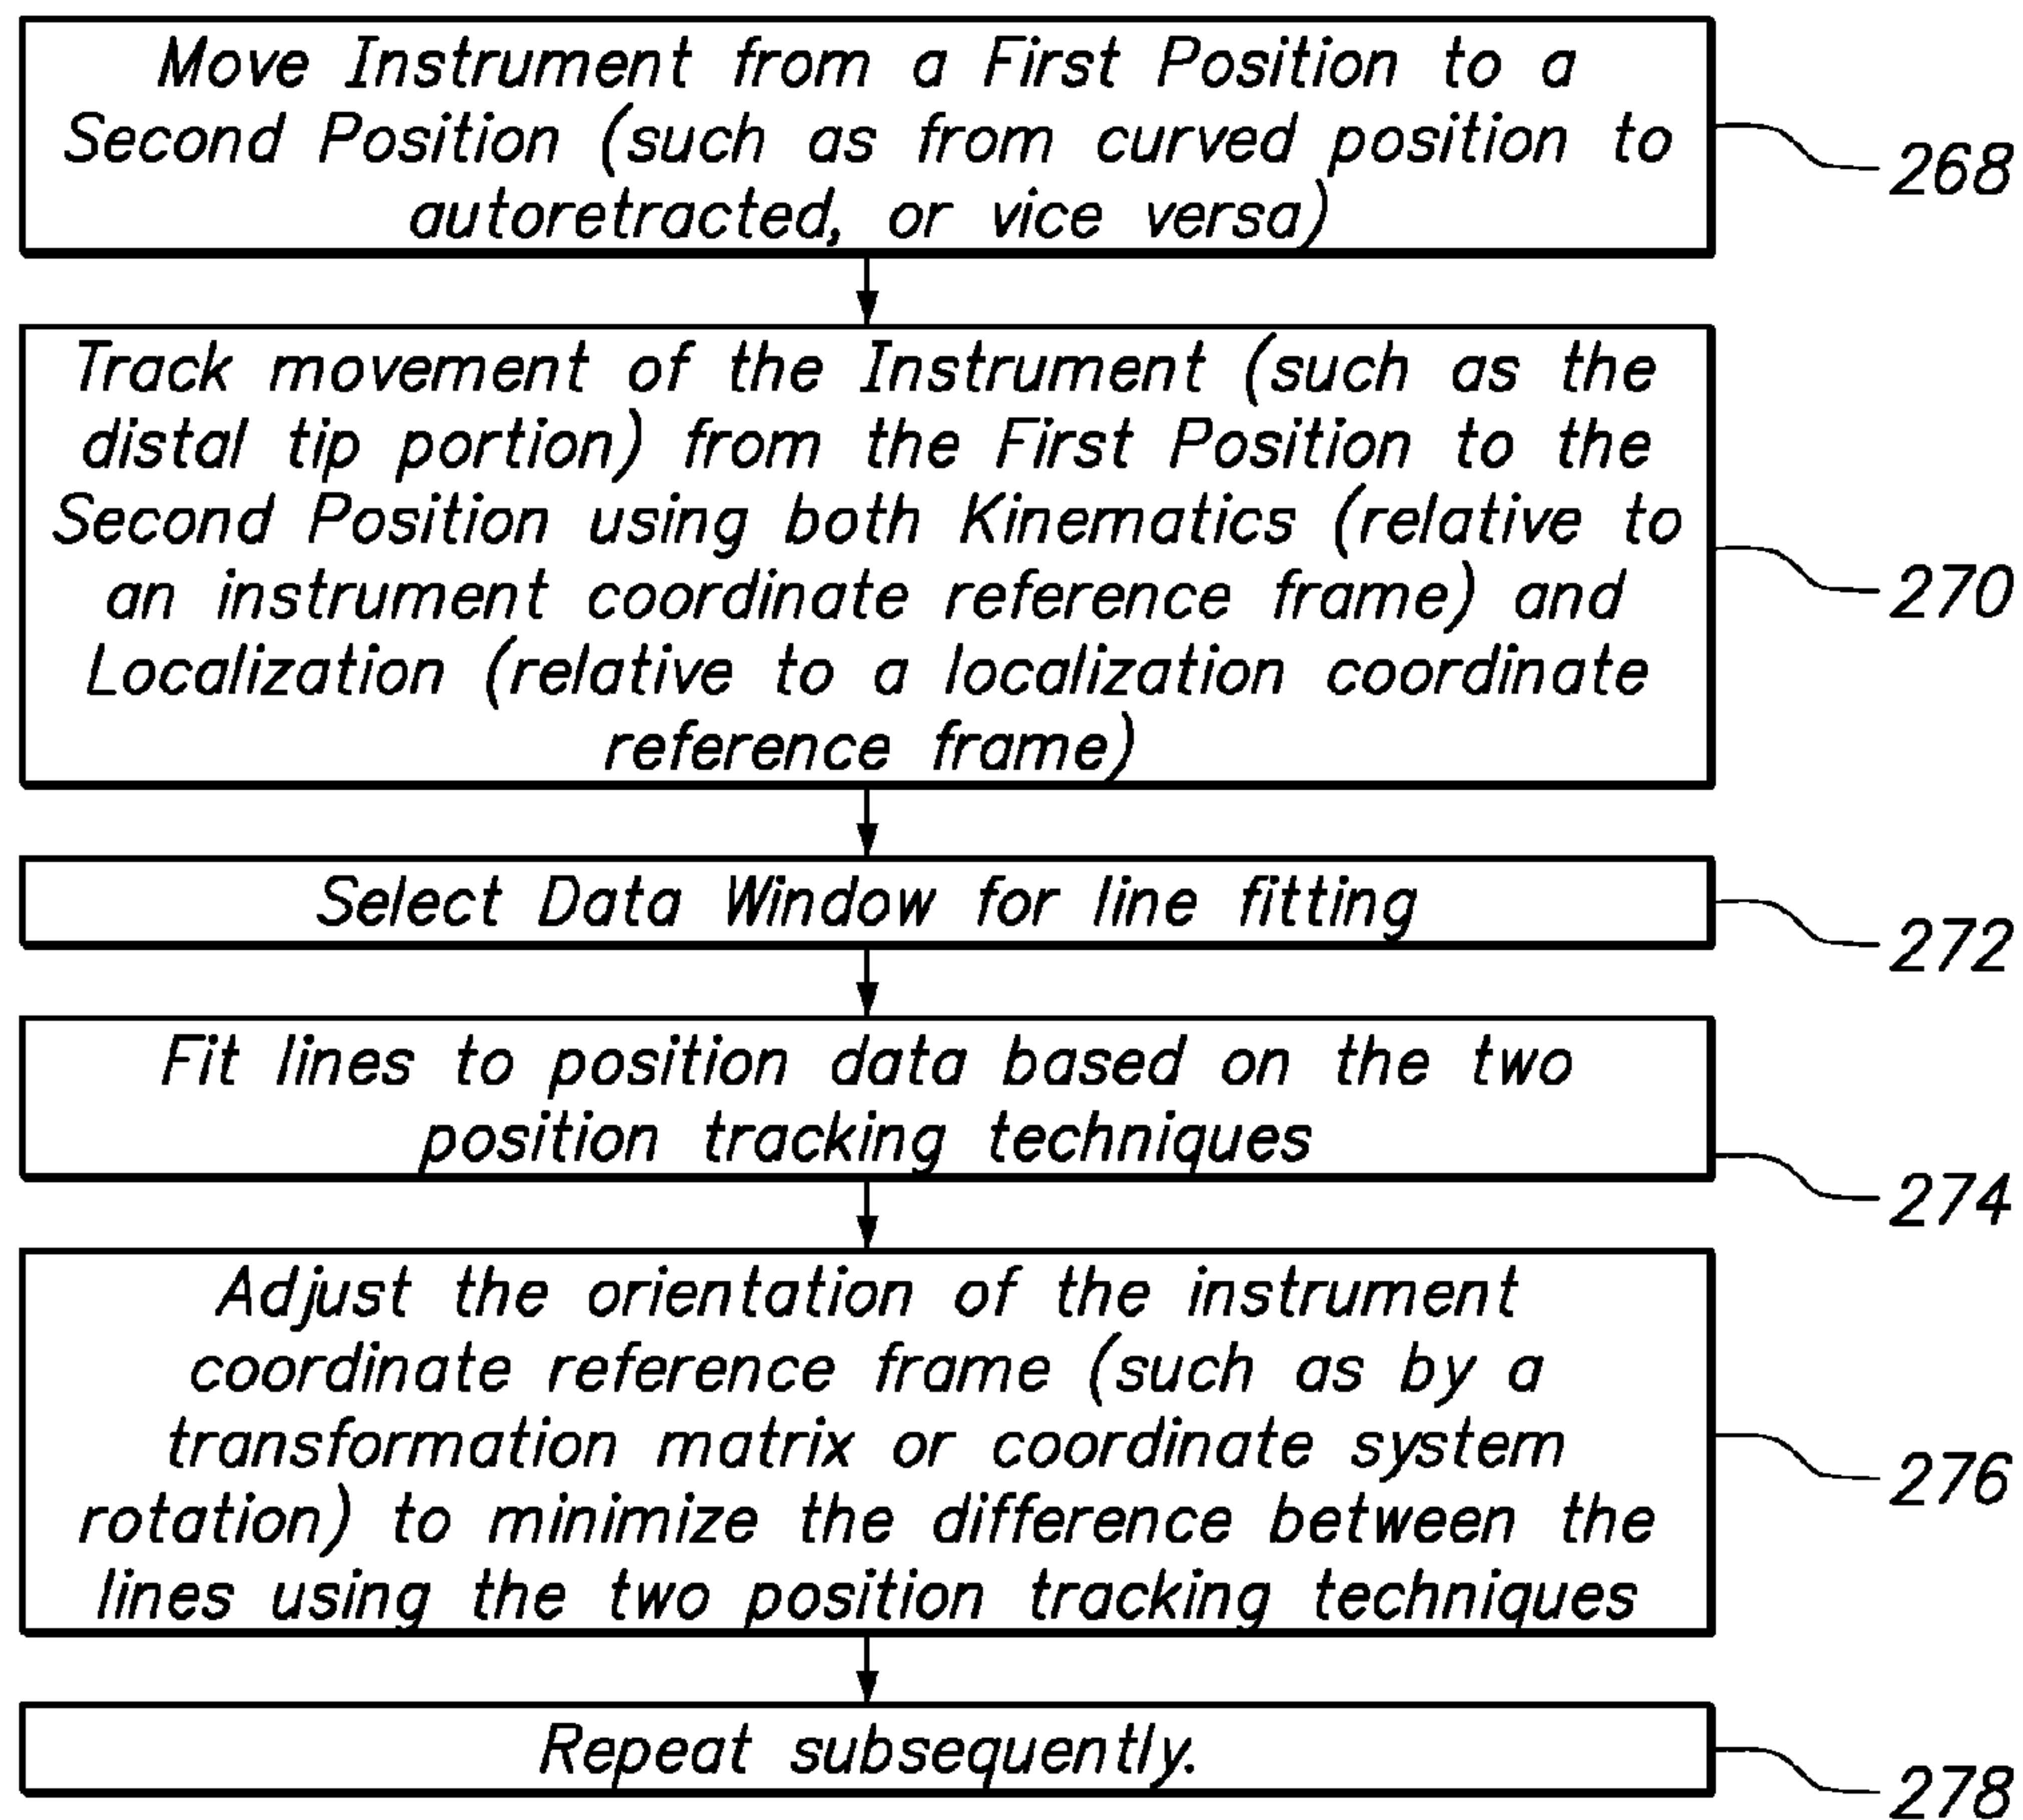 Move Instrument from a First Position to a
Second Position (such as from curved position to
autoretracted, or vice versa)
268
Track movement of the Instrument (such as the
distal tip portion) from the First Position to the
Second Position using both Kinematics (relative to
an instrument coordinate reference frame) and
Localization (relative to a localization coordinate
reference frame)
270
Select Data Window for line fitting
272
Fit lines to position data based on the two
position tracking techniques
274
Adjust the orientation of the instrument
coordinate reference frame (such as by a
transformation matrix or coordinate system
rotation) to minimize the difference between the
lines using the two position tracking techniques
276
Repeat subsequently.
278